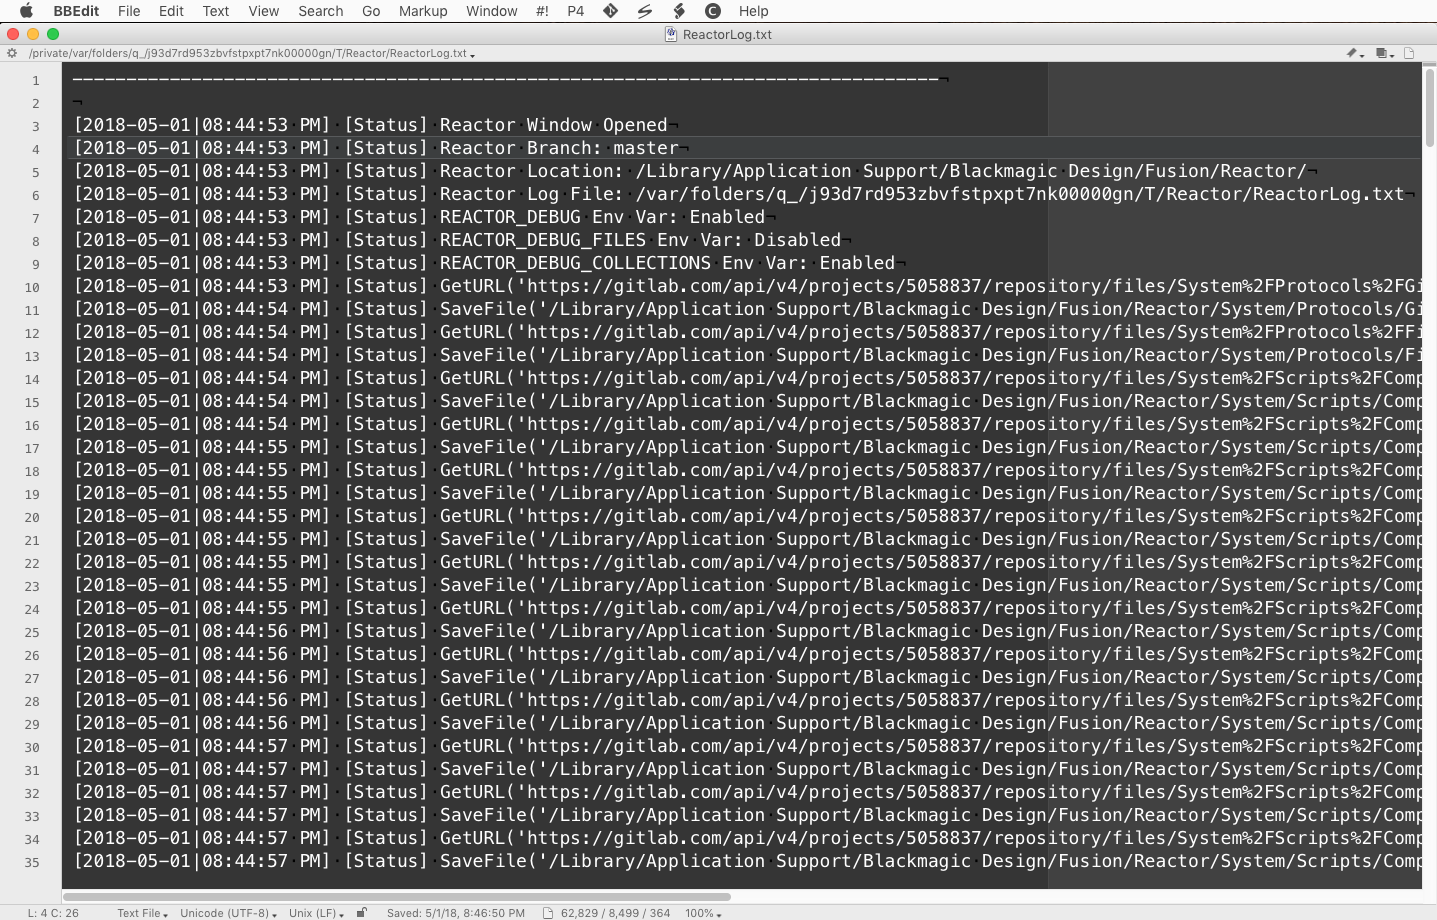 BBEdit File Edit Text View Search Go Markup Window #! P4 Help
ReactorLog.txt
/private/var/folders/q_/j93d7rd953zbvfstpxpt7nk00000gn/T/Reactor/ReactorLog.txt
1 --------------------------------------------------------------------------------¬
2 ¬
3 [2018-05-01|08:44:53 PM] [Status] Reactor Window Opened¬
4 [2018-05-01|08:44:53 PM] [Status] Reactor Branch: master¬
5 [2018-05-01|08:44:53 PM] [Status] Reactor Location: /Library/Application Support/Blackmagic Design/Fusion/Reactor/¬
6 [2018-05-01|08:44:53 PM] [Status] Reactor Log File: /var/folders/q_/j93d7rd953zbvfstpxpt7nk00000gn/T/Reactor/ReactorLog.txt¬
7 [2018-05-01|08:44:53 PM] [Status] REACTOR_DEBUG Env Var: Enabled¬
8 [2018-05-01|08:44:53 PM] [Status] REACTOR_DEBUG_FILES Env Var: Disabled¬
9 [2018-05-01|08:44:53 PM] [Status] REACTOR_DEBUG_COLLECTIONS Env Var: Enabled¬
10 [2018-05-01|08:44:53 PM] [Status] GetURL('https://gitlab.com/api/v4/projects/5058837/repository/files/System%2FProtocols%2FGi
11 [2018-05-01|08:44:54 PM] [Status] SaveFile('/Library/Application Support/Blackmagic Design/Fusion/Reactor/System/Protocols/Gi
12 [2018-05-01|08:44:54 PM] [Status] GetURL('https://gitlab.com/api/v4/projects/5058837/repository/files/System%2FProtocols%2FFi
13 [2018-05-01|08:44:54 PM] [Status] SaveFile('/Library/Application Support/Blackmagic Design/Fusion/Reactor/System/Protocols/Fi
14 [2018-05-01|08:44:54 PM] [Status] GetURL('https://gitlab.com/api/v4/projects/5058837/repository/files/System%2FScripts%2FComp
15 [2018-05-01|08:44:54 PM] [Status] SaveFile('/Library/Application Support/Blackmagic Design/Fusion/Reactor/System/Scripts/Comp
16 [2018-05-01|08:44:54 PM] [Status] GetURL('https://gitlab.com/api/v4/projects/5058837/repository/files/System%2FScripts%2FComp
17 [2018-05-01|08:44:55 PM] [Status] SaveFile('/Library/Application Support/Blackmagic Design/Fusion/Reactor/System/Scripts/Comp
18 [2018-05-01|08:44:55 PM] [Status] GetURL('https://gitlab.com/api/v4/projects/5058837/repository/files/System%2FScripts%2FComp
19 [2018-05-01|08:44:55 PM] [Status] SaveFile('/Library/Application Support/Blackmagic Design/Fusion/Reactor/System/Scripts/Comp
20 [2018-05-01|08:44:55 PM] [Status] GetURL('https://gitlab.com/api/v4/projects/5058837/repository/files/System%2FScripts%2FComp
21 [2018-05-01|08:44:55 PM] [Status] SaveFile('/Library/Application Support/Blackmagic Design/Fusion/Reactor/System/Scripts/Comp
22 [2018-05-01|08:44:55 PM] [Status] GetURL('https://gitlab.com/api/v4/projects/5058837/repository/files/System%2FScripts%2FComp
23 [2018-05-01|08:44:55 PM] [Status] SaveFile('/Library/Application Support/Blackmagic Design/Fusion/Reactor/System/Scripts/Comp
24 [2018-05-01|08:44:55 PM] [Status] GetURL('https://gitlab.com/api/v4/projects/5058837/repository/files/System%2FScripts%2FComp
25 [2018-05-01|08:44:56 PM] [Status] SaveFile('/Library/Application Support/Blackmagic Design/Fusion/Reactor/System/Scripts/Comp
26 [2018-05-01|08:44:56 PM] [Status] GetURL('https://gitlab.com/api/v4/projects/5058837/repository/files/System%2FScripts%2FComp
27 [2018-05-01|08:44:56 PM] [Status] SaveFile('/Library/Application Support/Blackmagic Design/Fusion/Reactor/System/Scripts/Comp
28 [2018-05-01|08:44:56 PM] [Status] GetURL('https://gitlab.com/api/v4/projects/5058837/repository/files/System%2FScripts%2FComp
29 [2018-05-01|08:44:56 PM] [Status] SaveFile('/Library/Application Support/Blackmagic Design/Fusion/Reactor/System/Scripts/Comp
30 [2018-05-01|08:44:57 PM] [Status] GetURL('https://gitlab.com/api/v4/projects/5058837/repository/files/System%2FScripts%2FComp
31 [2018-05-01|08:44:57 PM] [Status] SaveFile('/Library/Application Support/Blackmagic Design/Fusion/Reactor/System/Scripts/Comp
32 [2018-05-01|08:44:57 PM] [Status] GetURL('https://gitlab.com/api/v4/projects/5058837/repository/files/System%2FScripts%2FComp
33 [2018-05-01|08:44:57 PM] [Status] SaveFile('/Library/Application Support/Blackmagic Design/Fusion/Reactor/System/Scripts/Comp
34 [2018-05-01|08:44:57 PM] [Status] GetURL('https://gitlab.com/api/v4/projects/5058837/repository/files/System%2FScripts%2FComp
35 [2018-05-01|08:44:57 PM] [Status] SaveFile('/Library/Application Support/Blackmagic Design/Fusion/Reactor/System/Scripts/Comp
L: 4 C: 26 Text File Unicode (UTF-8) Unix (LF) Saved: 5/1/18, 8:46:50 PM 62,829 / 8,499 / 364 100%